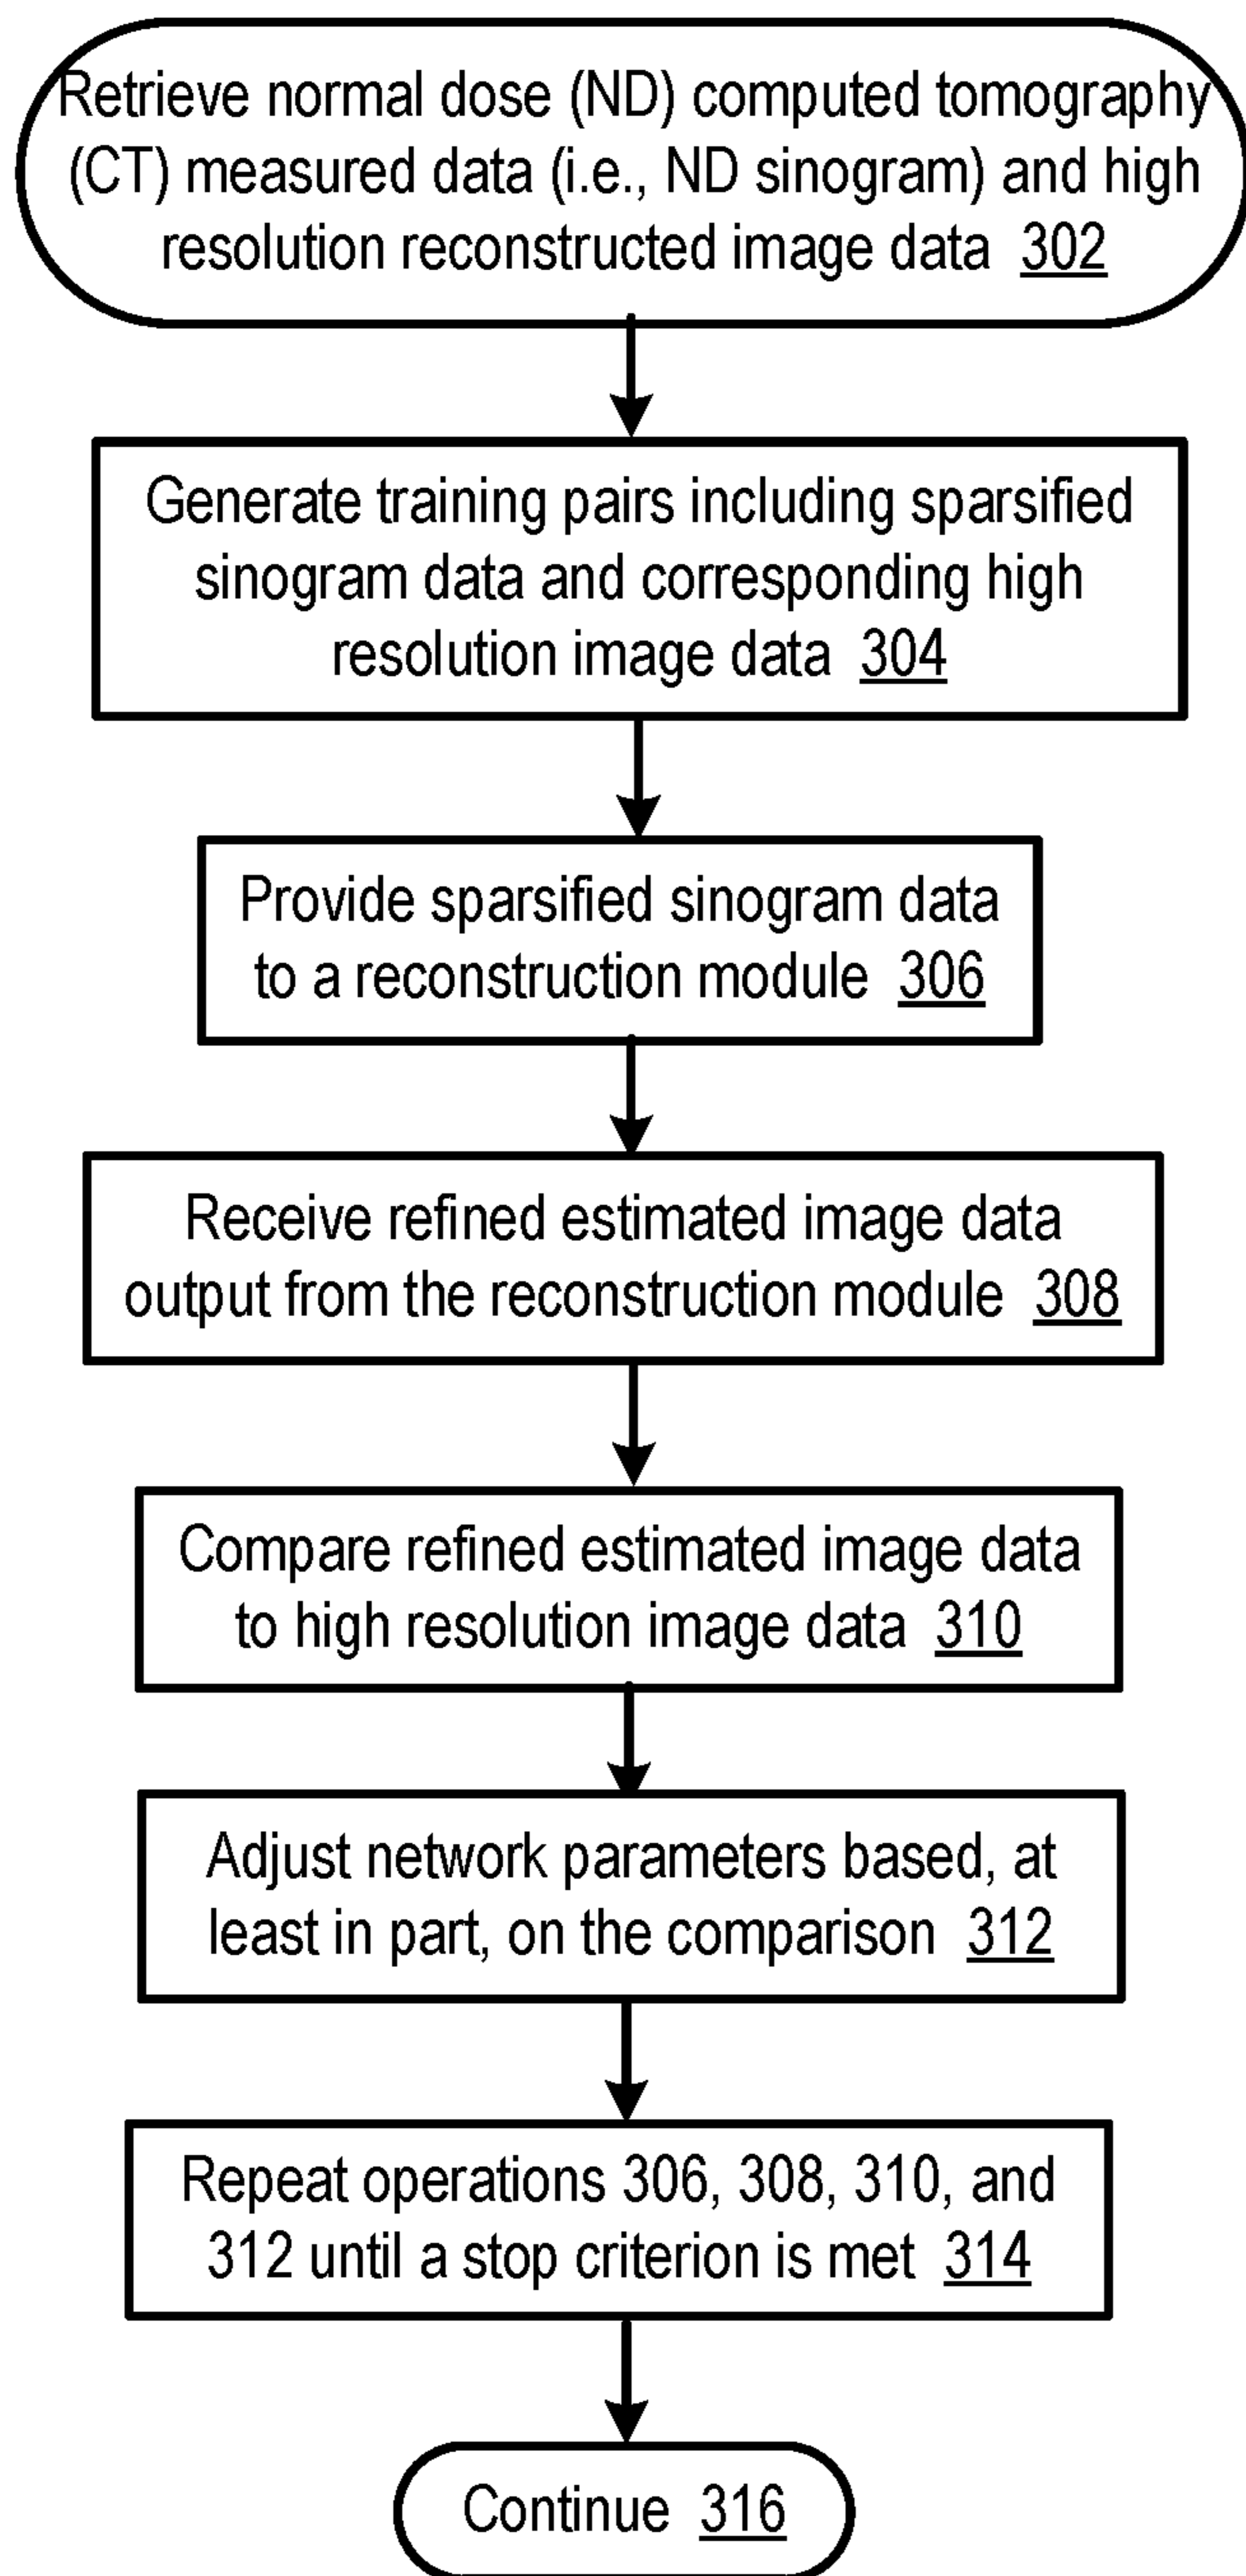 Retrieve normal dose (ND) computed tomography
(CT) measured data (i.e., ND sinogram) and high
resolution reconstructed image data 302
Generate training pairs including sparsified
sinogram data and corresponding high
resolution image data 304
Provide sparsified sinogram data
to a reconstruction module 306
Receive refined estimated image data
output from the reconstruction module 308
Compare refined estimated image data
to high resolution image data 310
Adjust network parameters based, at
least in part, on the comparison 312
Repeat operations 306, 308, 310, and
312 until a stop criterion is met 314
Continue 316